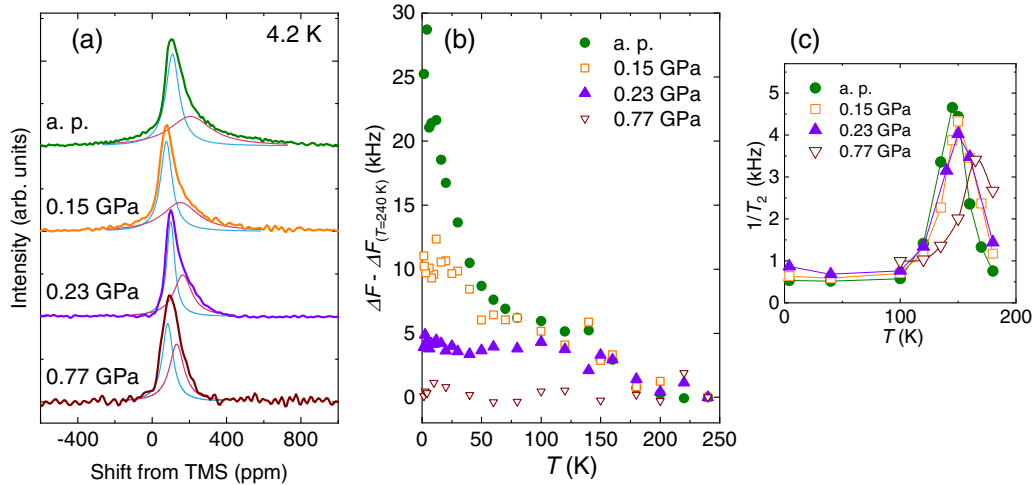 (a)
4.2 K
a. p.
0.15 GPa
0.23 GPa
0.77 GPa
Intensity (arb. units)
-400
0
400
800
Shift from TMS (ppm)
(b)
a. p.
0.15 GPa
0.23 GPa
0.77 GPa
30
25
20
15
10
5
0
ΔF - ΔF(T=240 K) (kHz)
0
50
100
150
200
250
T (K)
(c)
a. p.
0.15 GPa
0.23 GPa
0.77 GPa
5
4
3
2
1
0
1/T2 (kHz)
0
100
200
T (K)